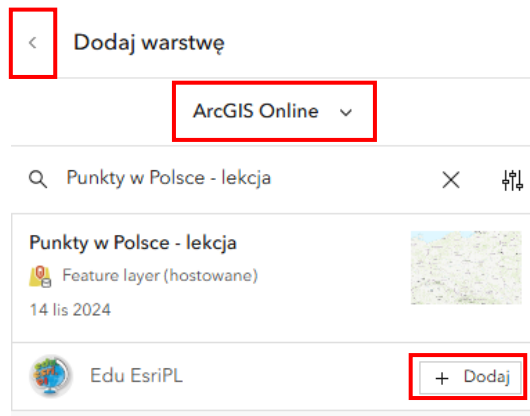 Dodaj warstwę
ArcGIS Online
Punkty w Polsce - lekcja
Punkty w Polsce - lekcja
Feature layer (hostowane)
14 lis 2024
Edu EsriPL
+ Dodaj